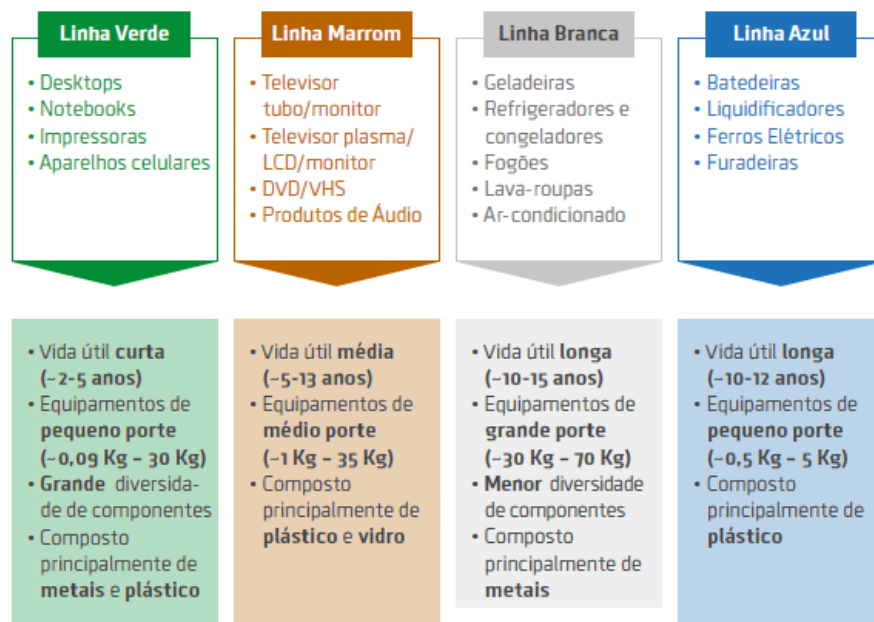 Linha Verde
• Desktops
• Notebooks
• Impressoras
• Aparelhos celulares
• Vida útil curta
(~2-5 anos)
• Equipamentos de
pequeno porte
(~0,09 Kg – 30 Kg)
• Grande diversida-
de de componentes
• Composto
principalmente de
metais e plástico
Linha Marrom
• Televisor
tubo/monitor
• Televisor plasma/
LCD/monitor
• DVD/VHS
• Produtos de Áudio
• Vida útil média
(~5-13 anos)
• Equipamentos de
médio porte
(~1 Kg – 35 Kg)
• Composto
principalmente de
plástico e vidro
Linha Branca
• Geladeiras
• Refrigeradores e
congeladores
• Fogões
• Lava-roupas
• Ar-condicionado
• Vida útil longa
(~10-15 anos)
• Equipamentos de
grande porte
(~30 Kg – 70 Kg)
• Menor diversidade
de componentes
• Composto
principalmente de
metais
Linha Azul
• Batedeiras
• Liquidificadores
• Ferros Elétricos
• Furadeiras
• Vida útil longa
(~10-12 anos)
• Equipamentos de
pequeno porte
(~0,5 Kg – 5 Kg)
• Composto
principalmente de
plástico